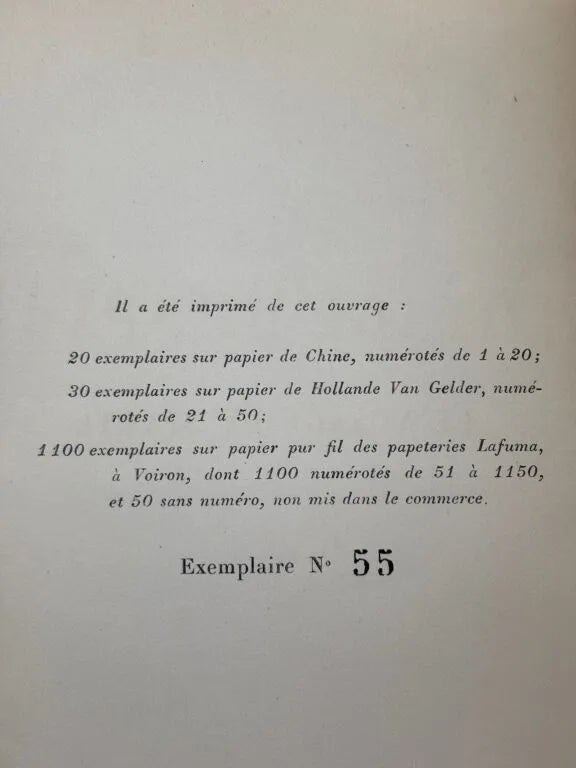 Il a été imprimé de cet ouvrage :
20 exemplaires sur papier de Chine, numérotés de 1 à 20;
30 exemplaires sur papier de Hollande Van Gelder, numé-
rotés de 21 à 50;
1100 exemplaires sur papier pur fil des papeteries Lafuma,
à Voiron, dont 1100 numérotés de 51 à 1150,
et 50 sans numéro, non mis dans le commerce.
Exemplaire N° 55